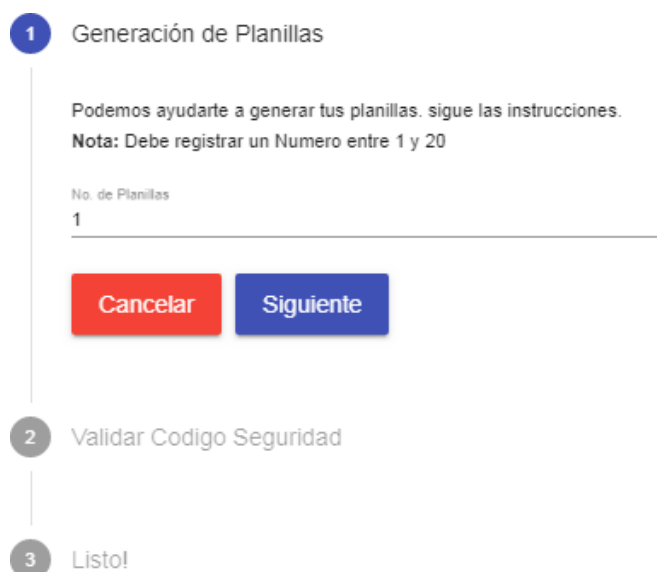 1 Generación de Planillas
Podemos ayudarte a generar tus planillas. sigue las instrucciones.
Nota: Debe registrar un Numero entre 1 y 20
No. de Planillas
1
Cancelar Siguiente
2 Validar Codigo Seguridad
3 Listo!